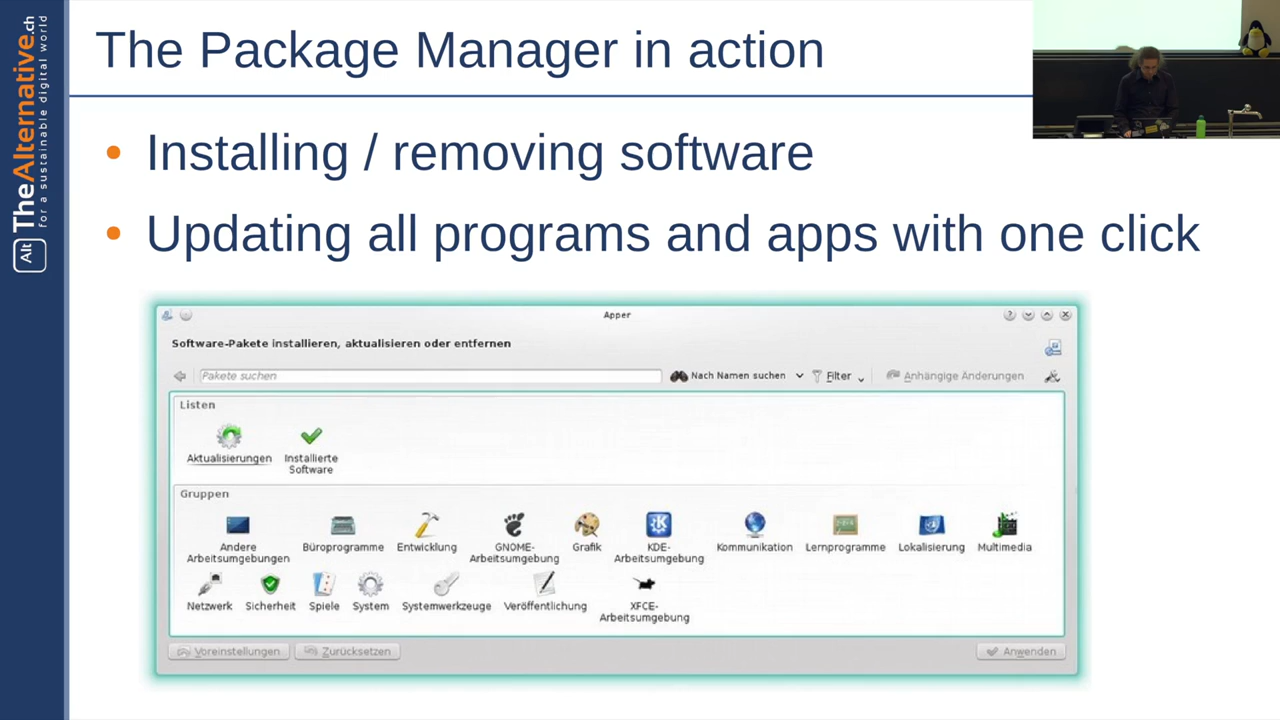 The Package Manager in action
Alt TheAlternative.ch
for a sustainable digital world
Installing / removing software
Updating all programs and apps with one click
Apper
Software-Pakete installieren, aktualisieren oder entfernen
Pakete suchen
Nach Namen suchen
Filter
Anhängige Änderungen
Listen
Aktualisierungen
Installierte
Software
Gruppen
Andere
Arbeitsumgebungen
Büroprogramme
Entwicklung
GNOME-
Arbeitsumgebung
Grafik
KDE-
Arbeitsumgebung
Kommunikation
Lernprogramme
Lokalisierung
Multimedia
Netzwerk
Sicherheit
Spiele
System
Systemwerkzeuge
Veröffentlichung
XFCE-
Arbeitsumgebung
Voreinstellungen
Zurücksetzen
Anwenden